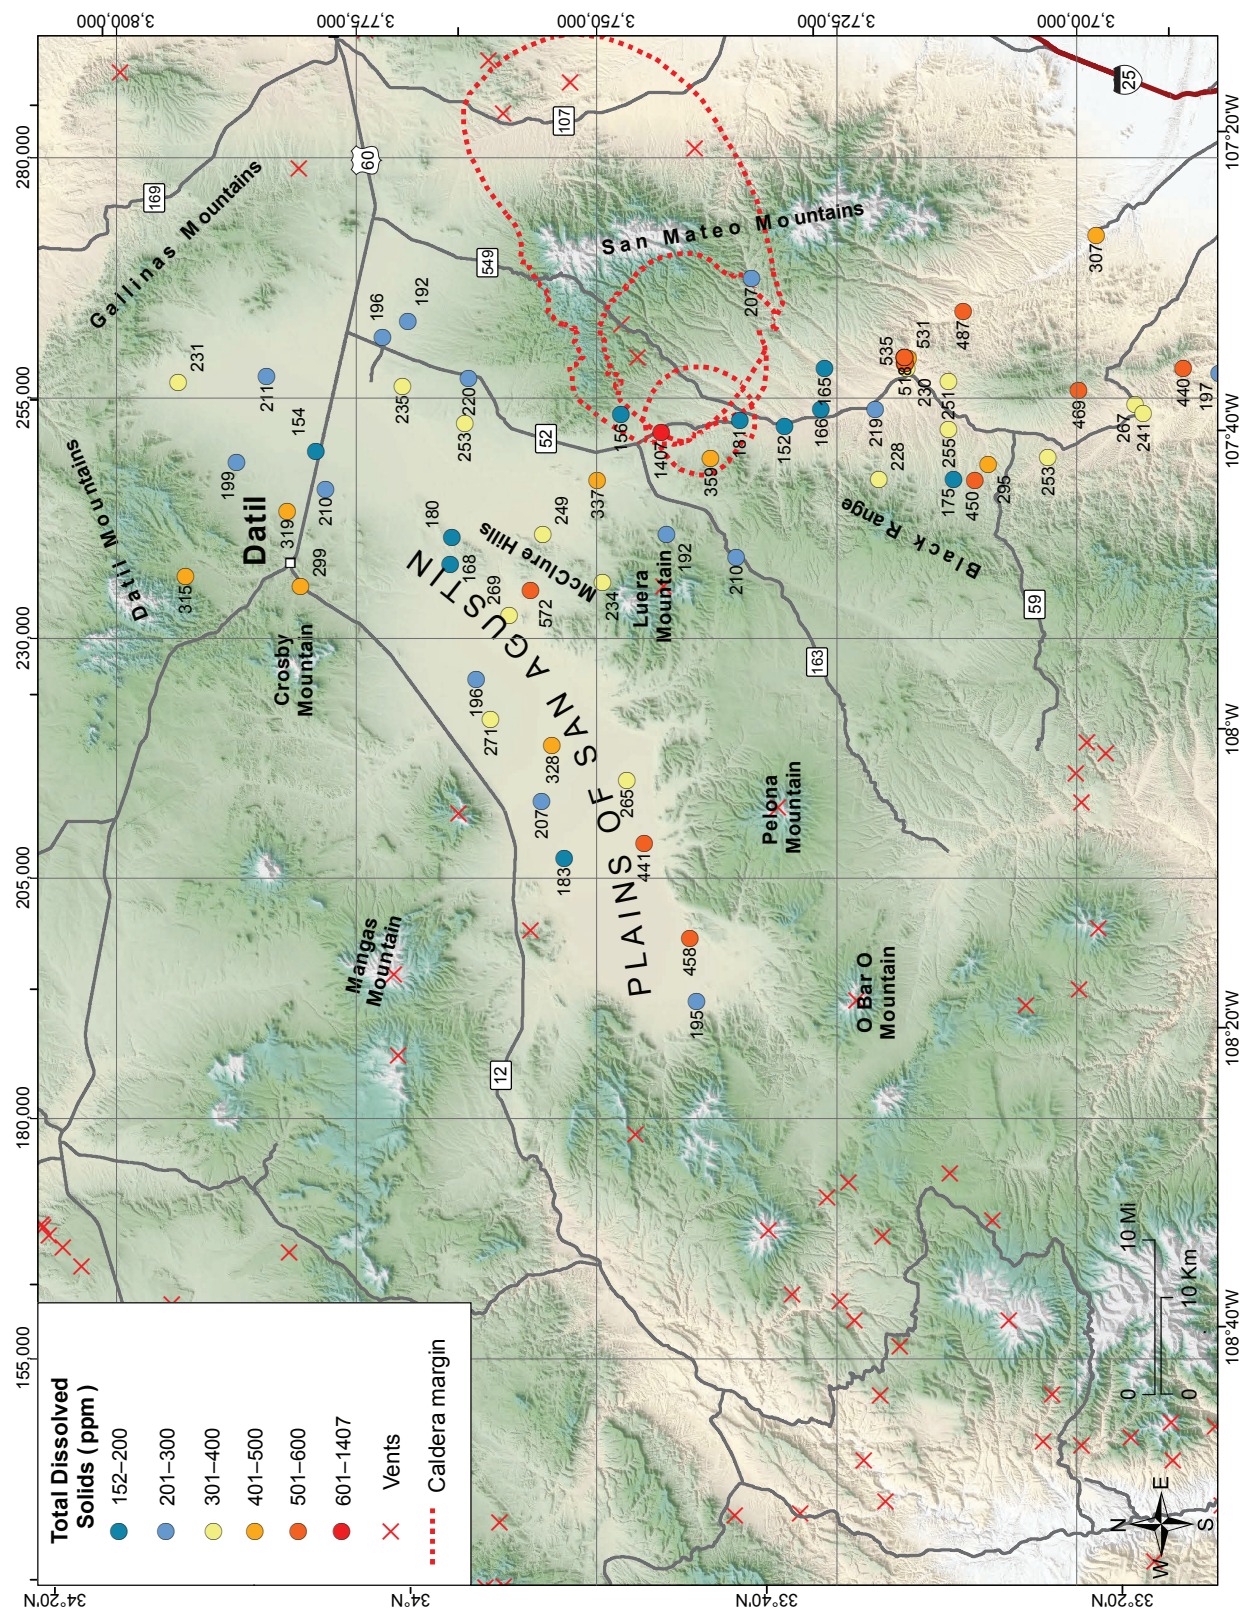 155,000
180,000
205,000
230,000
255,000
280,000
34°20'N
34°N
33°40'N
33°20'N
3,800,000
3,775,000
3,750,000
3,725,000
3,700,000
108°40'W
108°20'W
108°W
107°40'W
107°20'W
Total Dissolved
Solids (ppm)
152–200
201–300
301–400
401–500
501–600
601–1407
Vents
Caldera margin
Datil Mountains
Gallinas Mountains
Crosby
Mountain
Datil
Mangas
Mountain
PLAINS OF SAN AGUSTIN
McClure Hills
Luera
Mountain
San Mateo Mountains
Pelona
Mountain
O Bar O
Mountain
Black Range
169
60
107
549
52
12
163
59
25
231
211
154
199
210
319
315
299
196
192
235
220
253
180
168
249
269
572
337
234
196
271
328
207
183
265
441
458
195
156
1407
359
181
152
166
165
207
192
210
219
228
535
531
518
230
487
251
255
175
450
295
253
469
267
241
440
197
307
0
10 Mi
0
10 Km
N
E
S
W